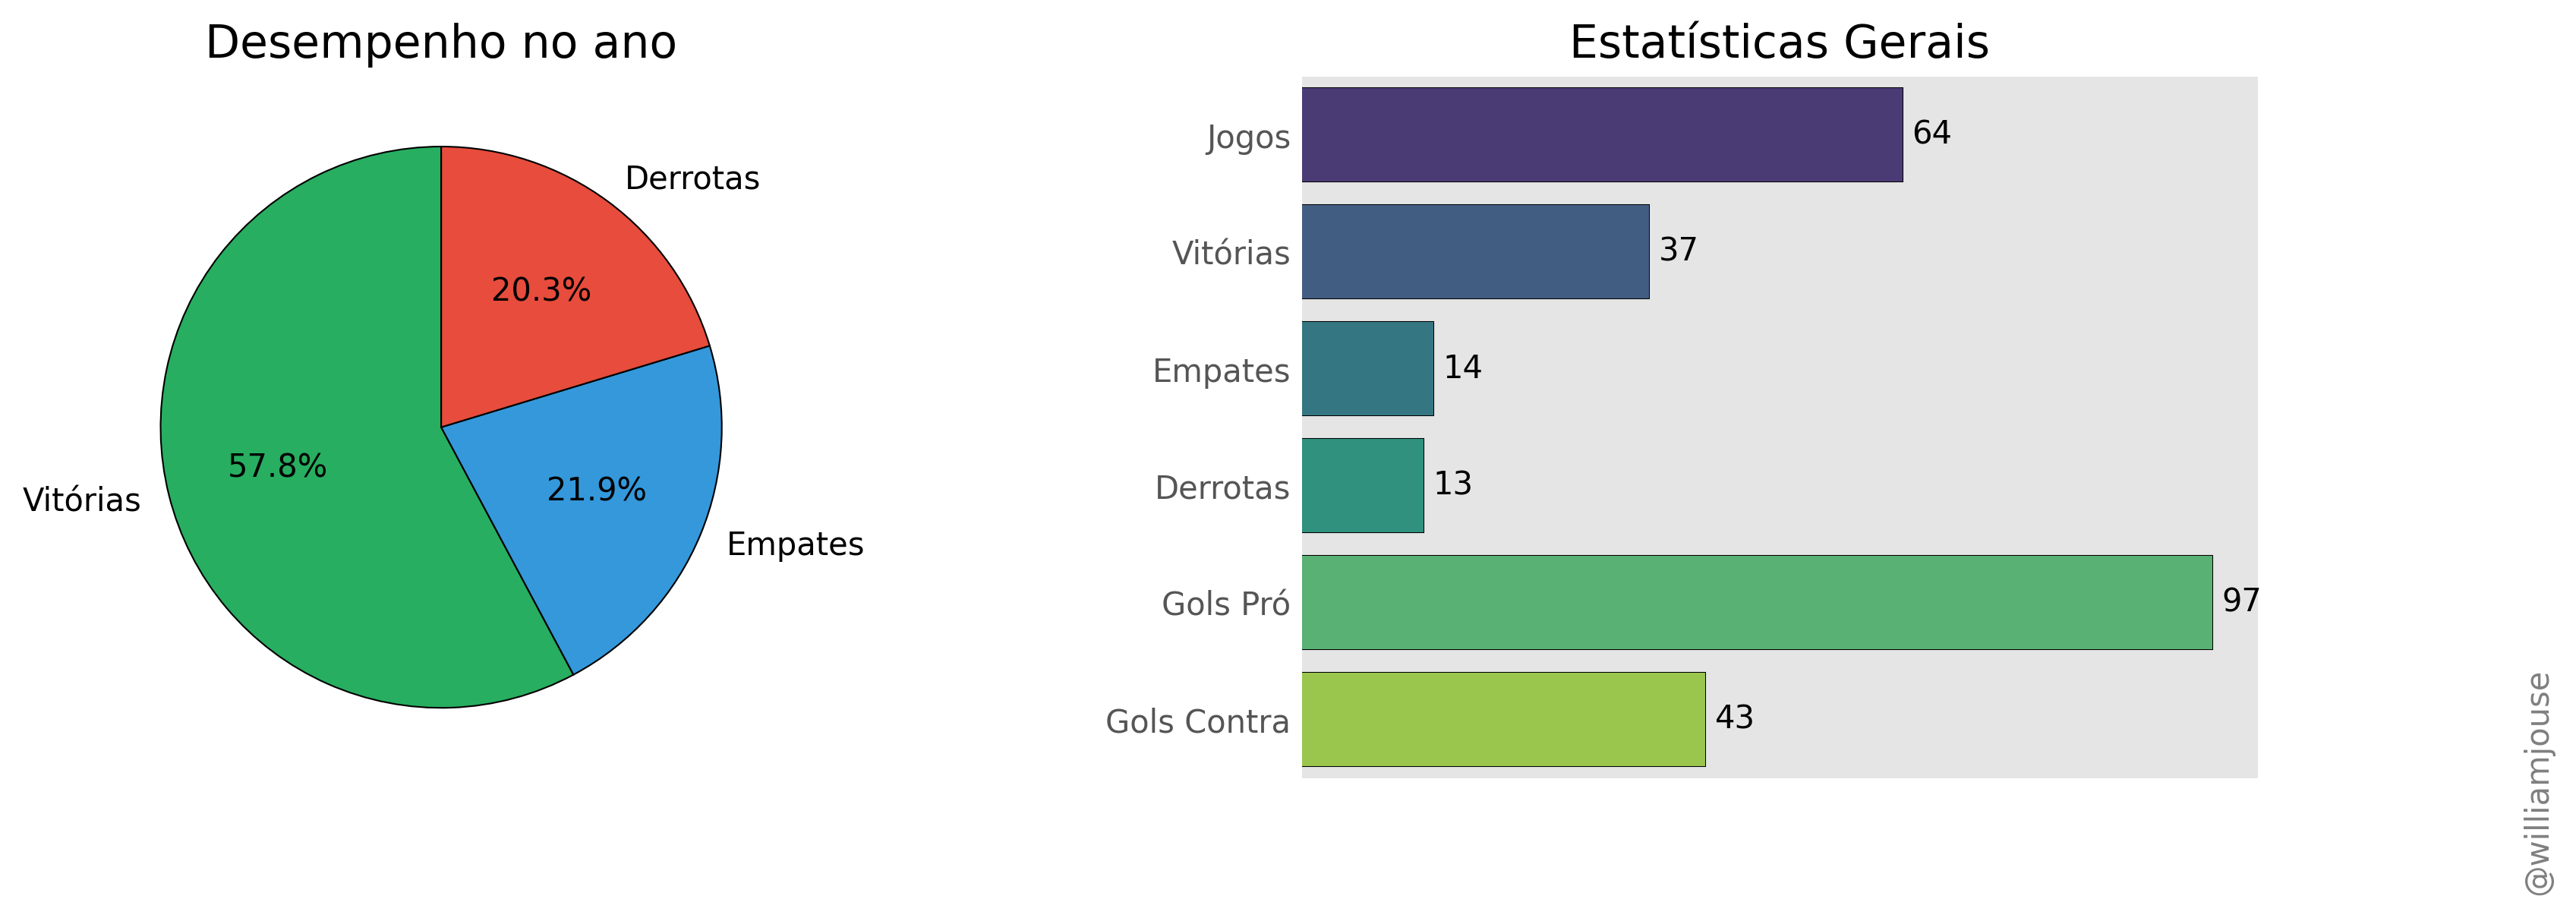 Desempenho no ano
Derrotas
20.3%
57.8%
Vitórias
21.9%
Empates
Estatísticas Gerais
Jogos 64
Vitórias 37
Empates 14
Derrotas 13
Gols Pró 97
Gols Contra 43
@williamjouse